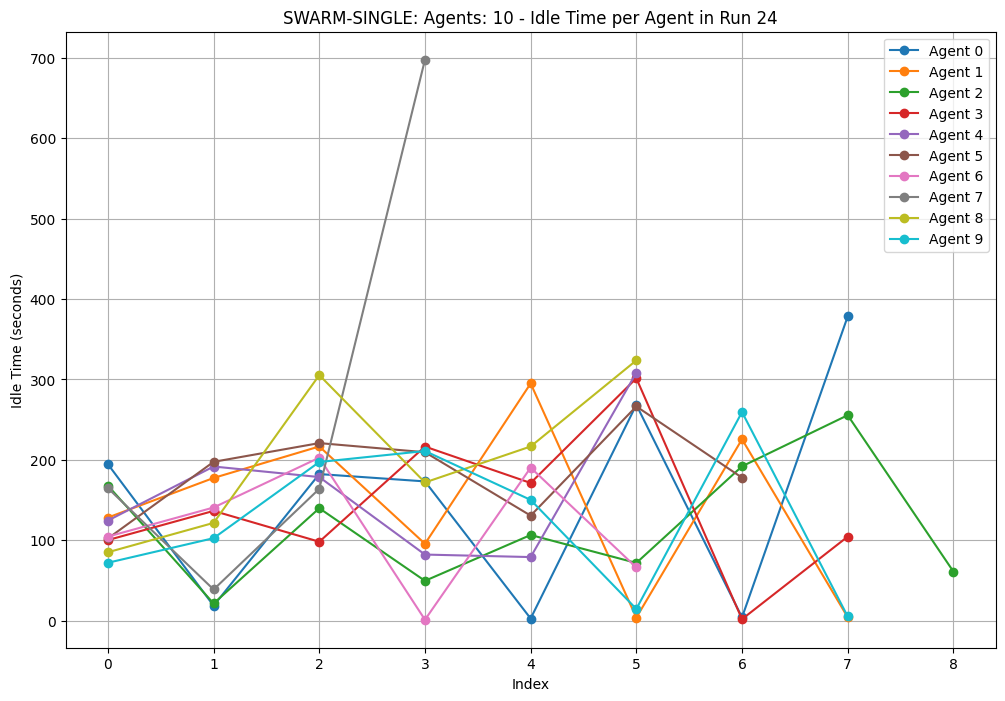 SWARM-SINGLE: Agents: 10 - Idle Time per Agent in Run 24
Idle Time (seconds)
700
600
500
400
300
200
100
0
0 1 2 3 4 5 6 7 8
Index
Agent 0
Agent 1
Agent 2
Agent 3
Agent 4
Agent 5
Agent 6
Agent 7
Agent 8
Agent 9